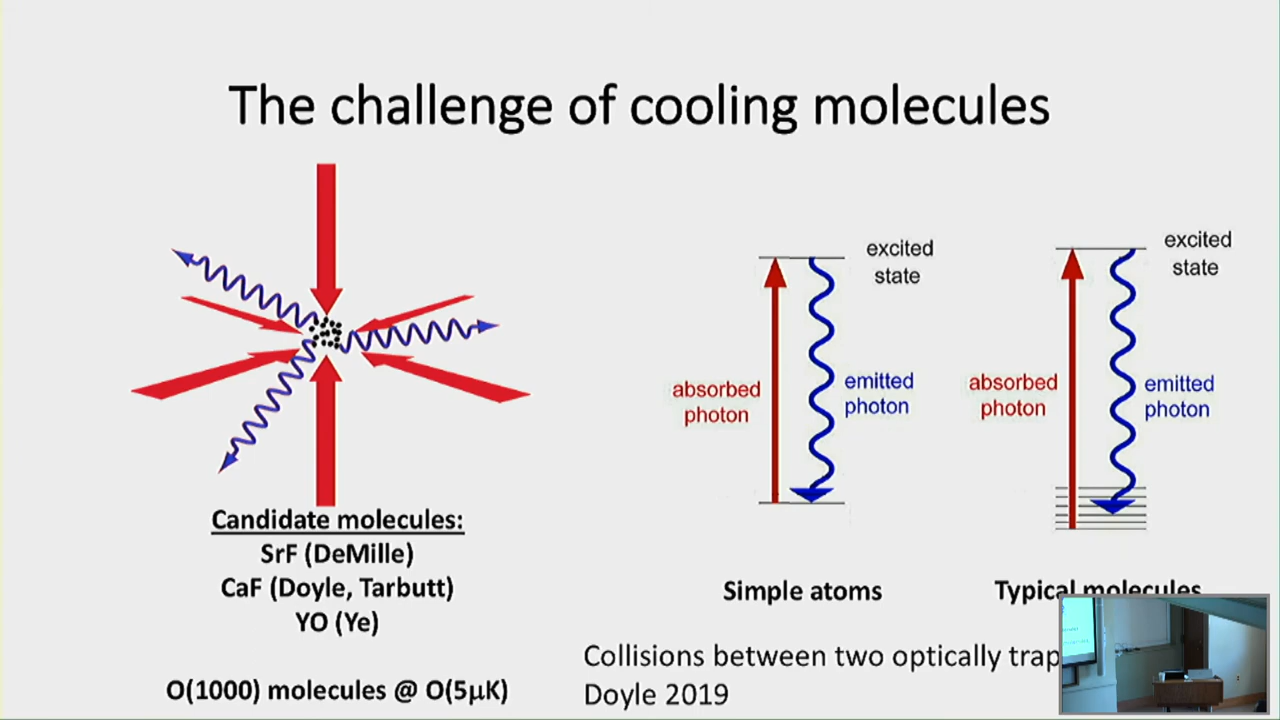 The challenge of cooling molecules
excited
state
absorbed
photon
emitted
photon
Simple atoms
excited
state
absorbed
photon
emitted
photon
Typical molecules
Candidate molecules:
SrF (DeMille)
CaF (Doyle, Tarbutt)
YO (Ye)
O(1000) molecules @ O(5μK)
Collisions between two optically trap
Doyle 2019